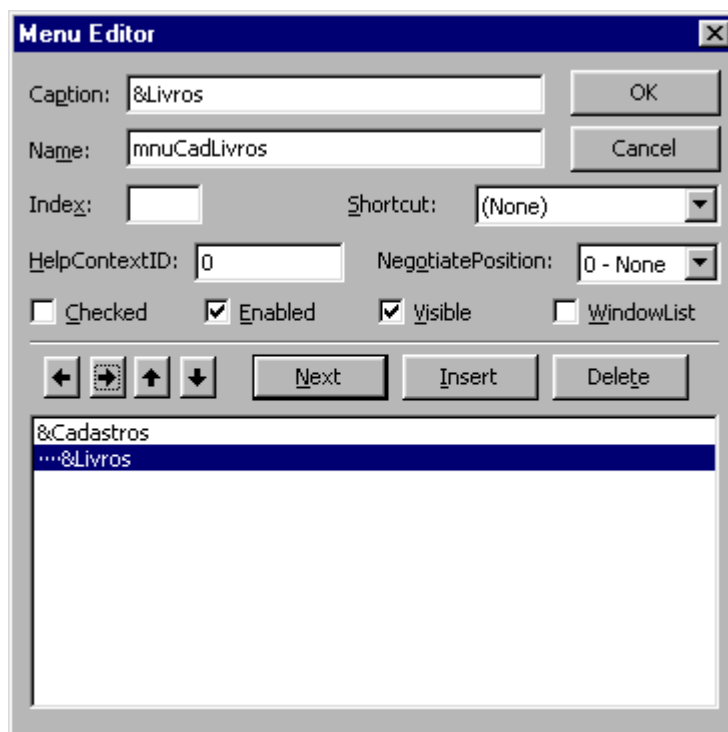 Menu Editor
Caption: &Livros OK
Name: mnuCadLivros Cancel
Index: Shortcut: (None)
HelpContextID: 0 NegotiatePosition: 0 - None
Checked Enabled Visible WindowList
Next Insert Delete
&Cadastros
····&Livros